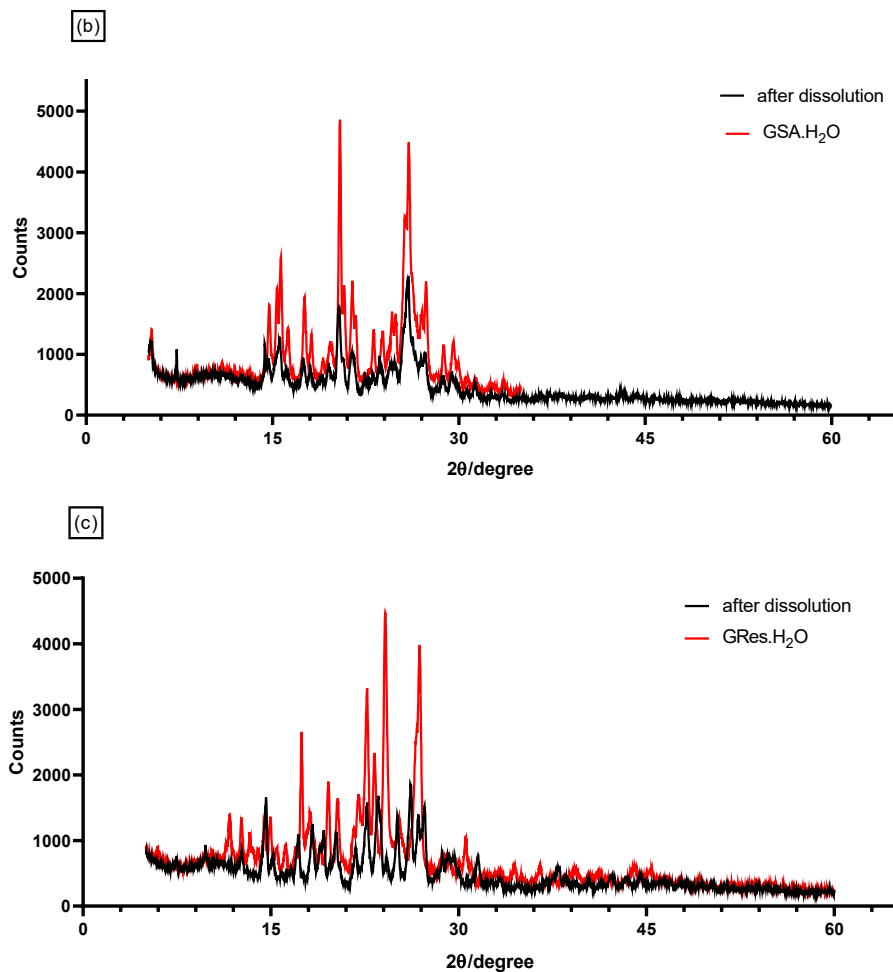 (b)
after dissolution
GSA.H₂O
5000
4000
3000
2000
1000
0
Counts
0 15 30 45 60
2θ/degree
(c)
after dissolution
GRes.H₂O
5000
4000
3000
2000
1000
0
Counts
0 15 30 45 60
2θ/degree